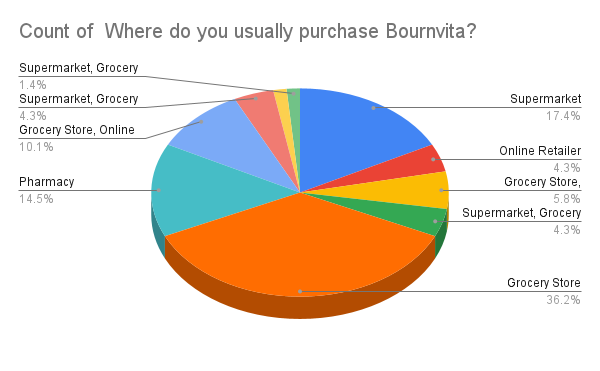 Count of  Where do you usually purchase Bournvita?
Supermarket, Grocery
1.4%
Supermarket, Grocery
4.3%
Grocery Store, Online
10.1%
Pharmacy
14.5%
Supermarket
17.4%
Online Retailer
4.3%
Grocery Store,
5.8%
Supermarket, Grocery
4.3%
Grocery Store
36.2%